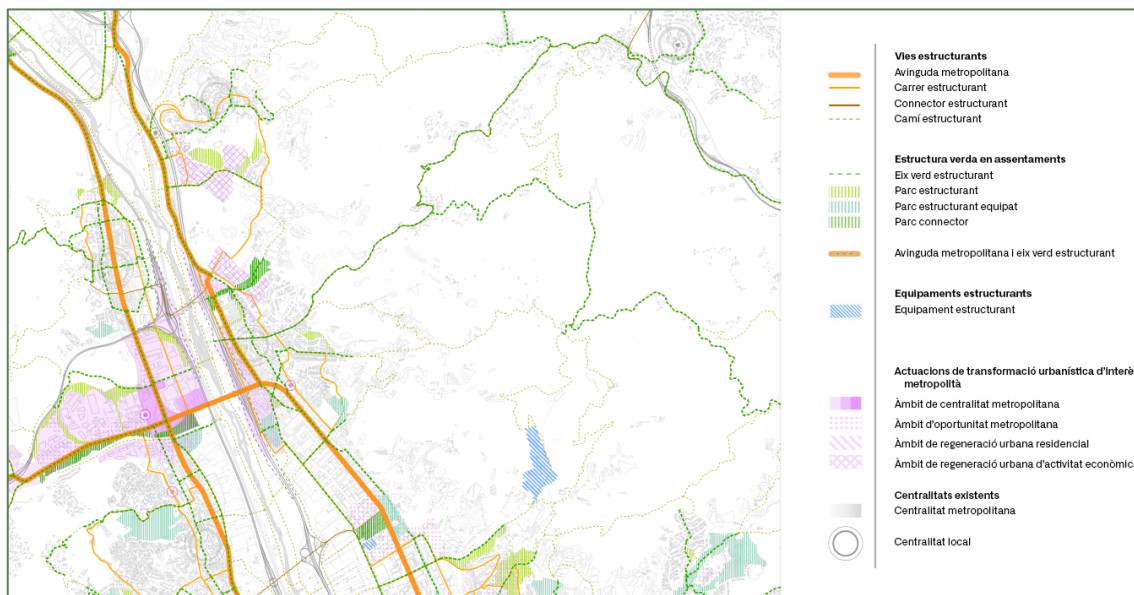 Vies estructurants
Avinguda metropolitana
Carrer estructurant
Connector estructurant
Camí estructurant
Estructura verda en assentaments
Eix verd estructurant
Parc estructurant
Parc estructurant equipat
Parc connector
Avinguda metropolitana i eix verd estructurant
Equipaments estructurants
Equipament estructurant
Actuacions de transformació urbanística d'interè
metropolità
Àmbit de centralitat metropolitana
Àmbit d'oportunitat metropolitana
Àmbit de regeneració urbana residencial
Àmbit de regeneració urbana d'activitat econòmic
Centralitats existents
Centralitat metropolitana
Centralitat local